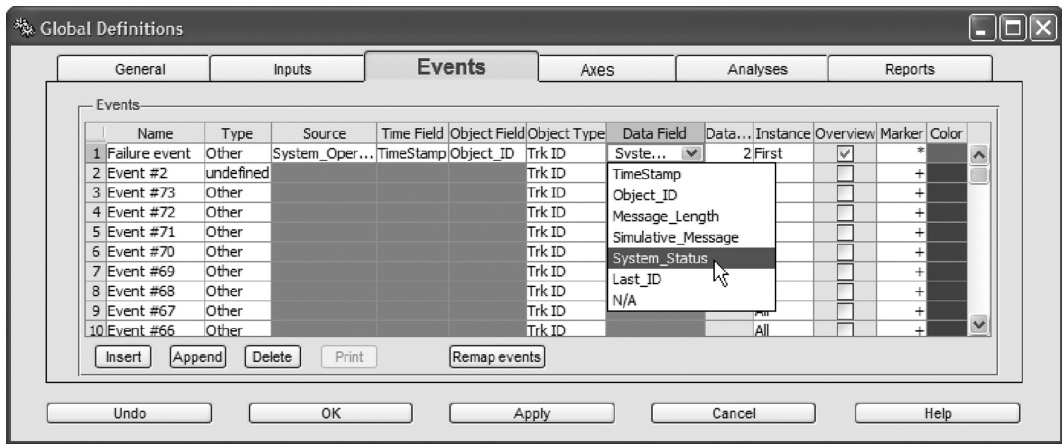 Global Definitions
General Inputs Events Axes Analyses Reports
Events
Name Type Source Time Field Object Field Object Type Data Field Data... Instance Overview Marker Color
1 Failure event Other System_Oper... TimeStamp Object_ID Trk ID Syste... 2 First *
2 Event #2 undefined Trk ID TimeStamp +
3 Event #73 Other Trk ID Object_ID +
4 Event #72 Other Trk ID Message_Length +
5 Event #71 Other Trk ID Simulative_Message +
6 Event #70 Other Trk ID System_Status +
7 Event #69 Other Trk ID Last_ID +
8 Event #68 Other Trk ID N/A +
9 Event #67 Other Trk ID All +
10 Event #66 Other Trk ID All +
Insert Append Delete Print Remap events
Undo OK Apply Cancel Help